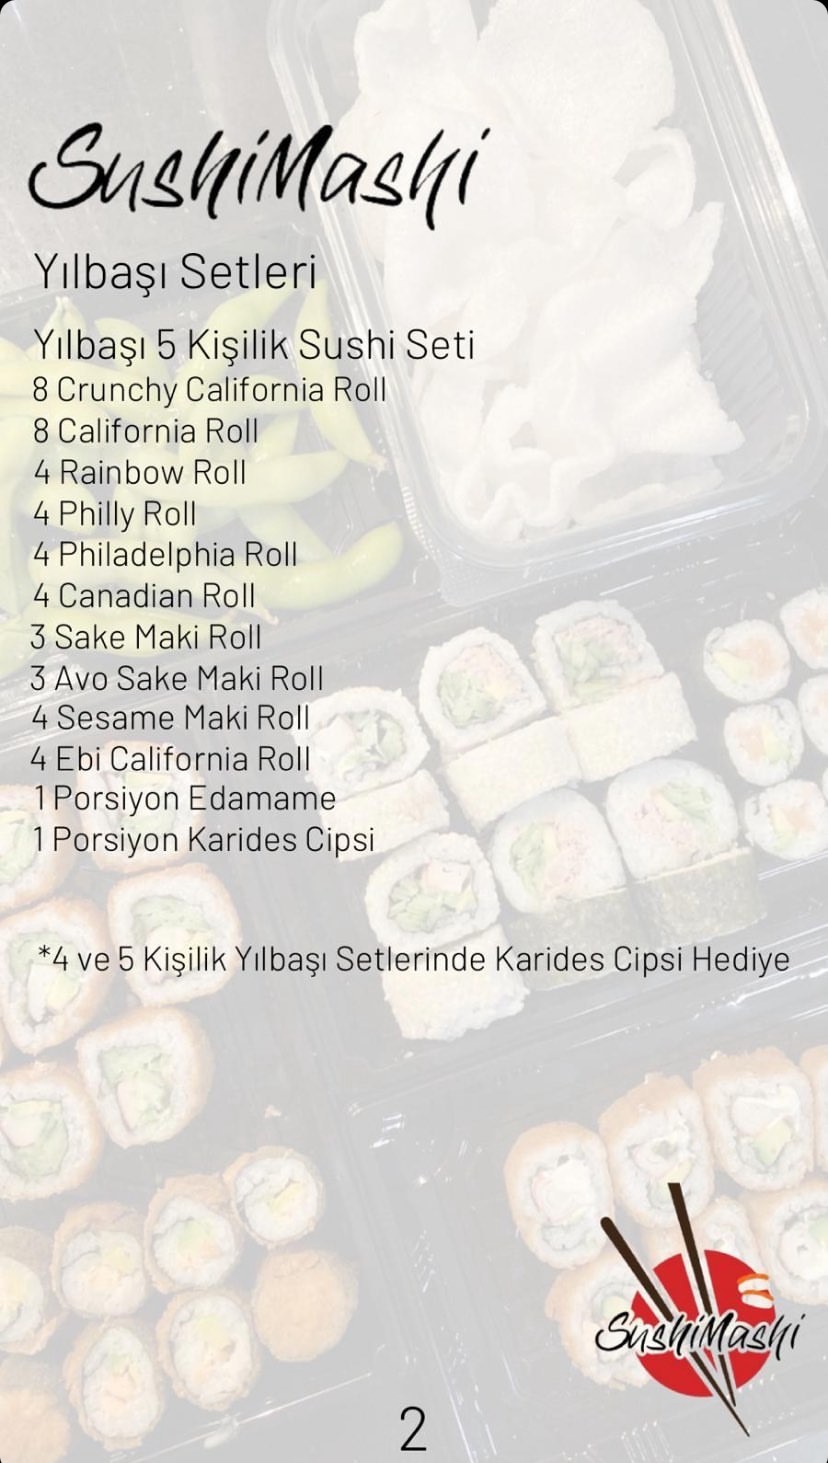 SushiMashi
Yılbaşı Setleri
Yılbaşı 5 Kişilik Sushi Seti
8 Crunchy California Roll
8 California Roll
4 Rainbow Roll
4 Philly Roll
4 Philadelphia Roll
4 Canadian Roll
3 Sake Maki Roll
3 Avo Sake Maki Roll
4 Sesame Maki Roll
4 Ebi California Roll
1 Porsiyon Edamame
1 Porsiyon Karides Cipsi
*4 ve 5 Kişilik Yılbaşı Setlerinde Karides Cipsi Hediye
SushiMashi
2